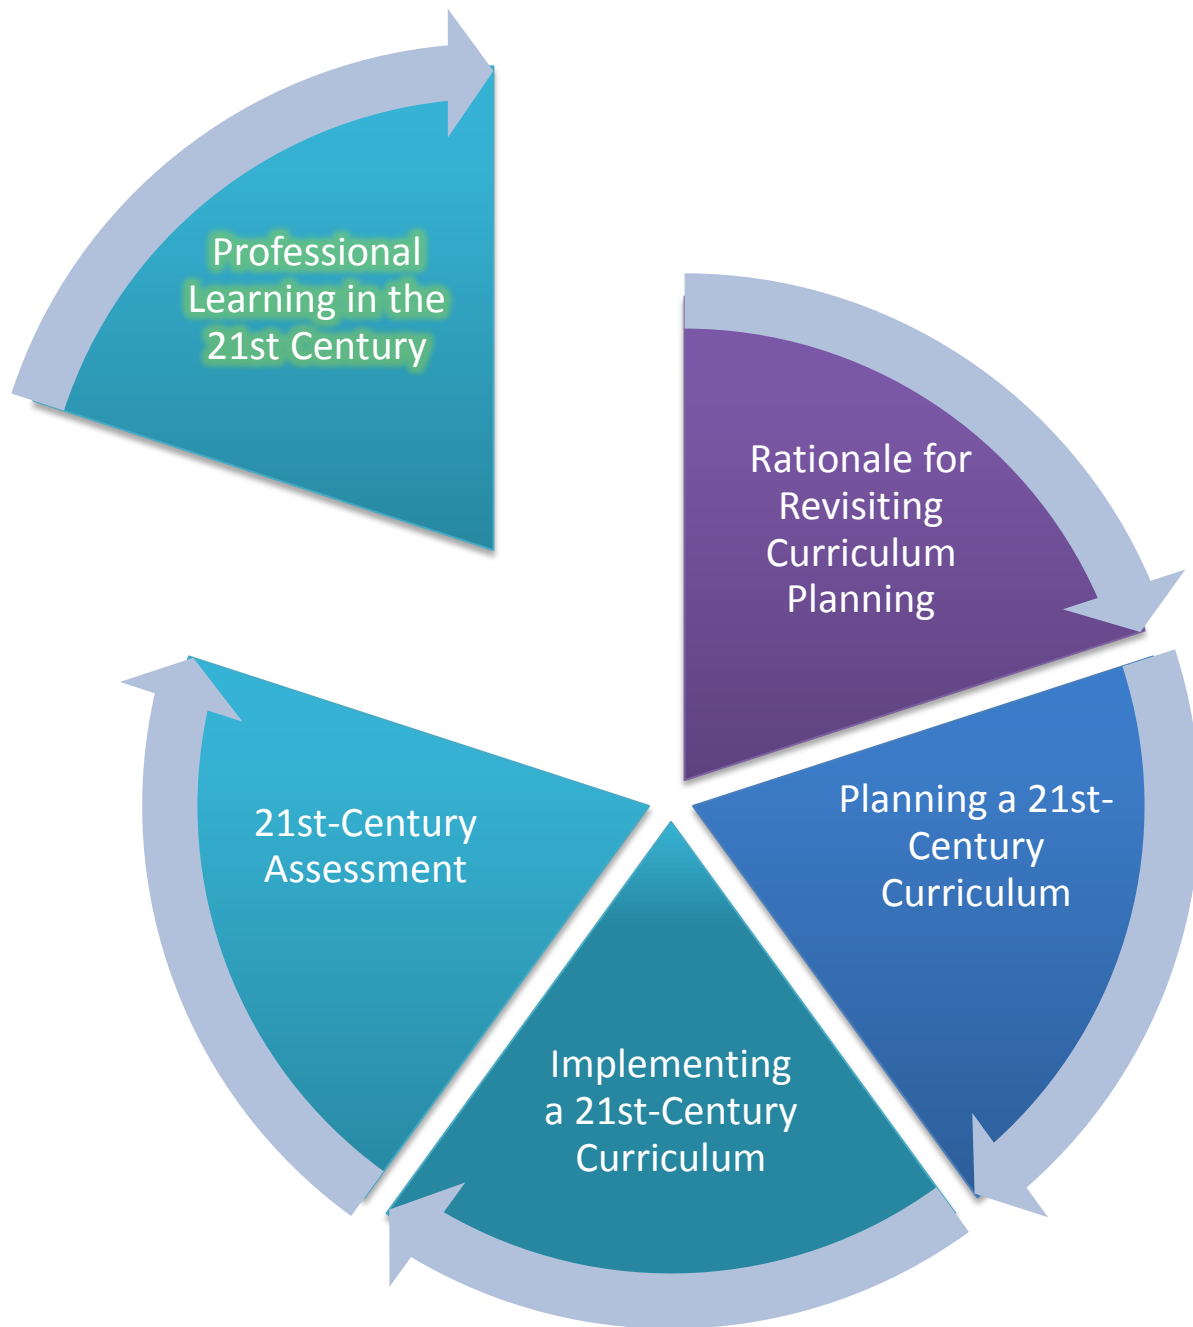 Professional
Learning in the
21st Century
Rationale for
Revisiting
Curriculum
Planning
Planning a 21st-
Century
Curriculum
Implementing
a 21st-Century
Curriculum
21st-Century
Assessment